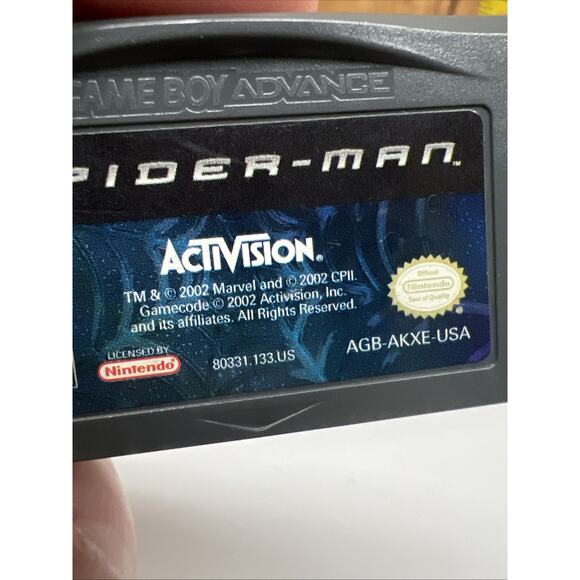 GAME BOY ADVANCE
PIDER-MAN™
ACTIVISION®
TM & © 2002 Marvel and © 2002 CPII.
Gamecode © 2002 Activision, Inc.
and its affiliates. All Rights Reserved.
Official
Nintendo
Seal of Quality
®
LICENSED BY
Nintendo
80331.133.US
AGB-AKXE-USA